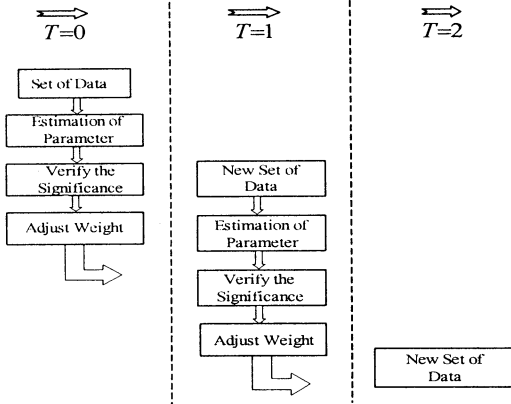 T=0
T=1
T=2
Set of Data
Estimation of
Parameter
Verify the
Significance
Adjust Weight
New Set of
Data
Estimation of
Parameter
Verify the
Significance
Adjust Weight
New Set of
Data